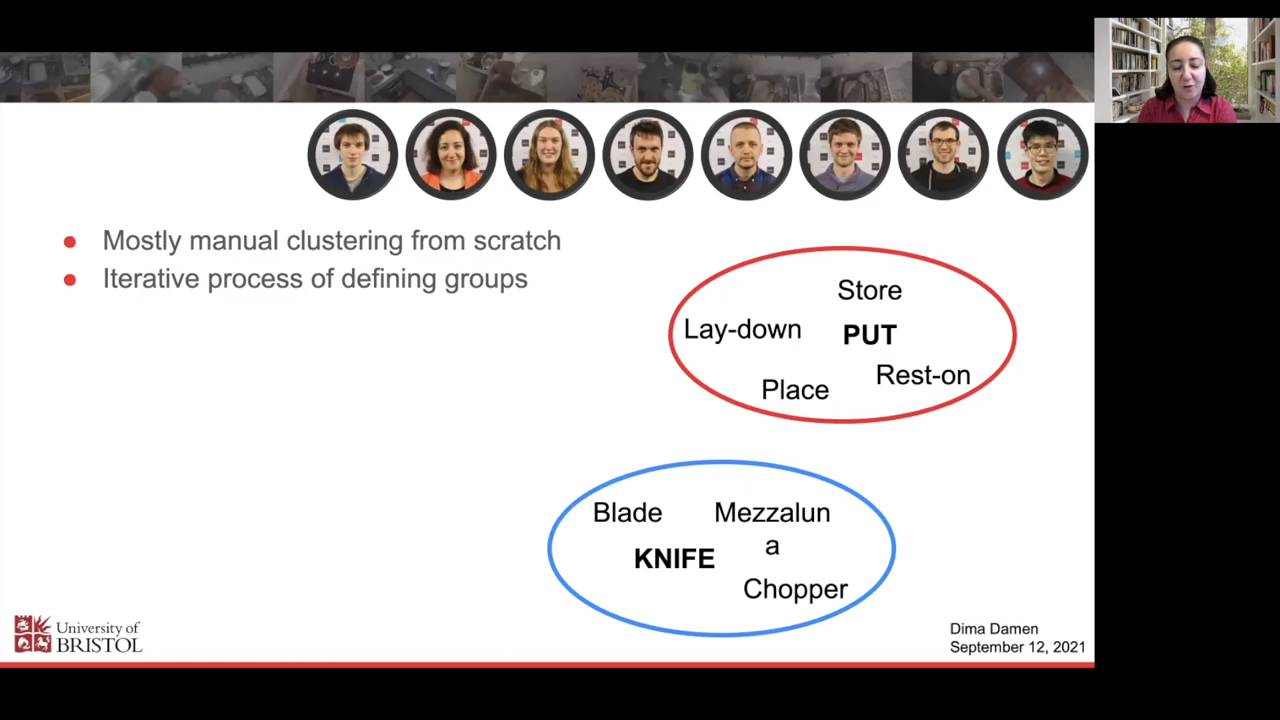 Mostly manual clustering from scratch
Iterative process of defining groups
Store
Lay-down
PUT
Rest-on
Place
Blade
Mezzalun
a
KNIFE
Chopper
University of
BRISTOL
Dima Damen
September 12, 2021